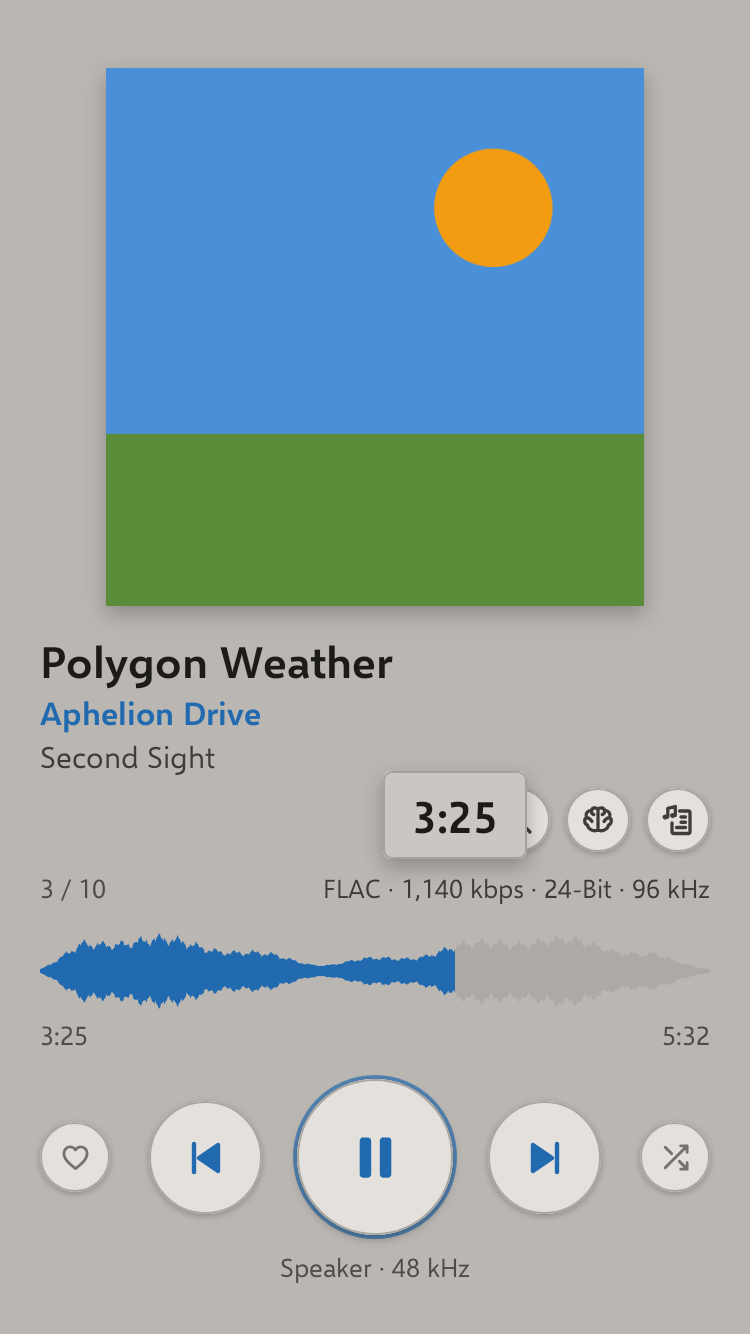 Polygon Weather
Aphelion Drive
Second Sight
3:25
3 / 10
FLAC · 1,140 kbps · 24-Bit · 96 kHz
3:25
5:32
Speaker · 48 kHz